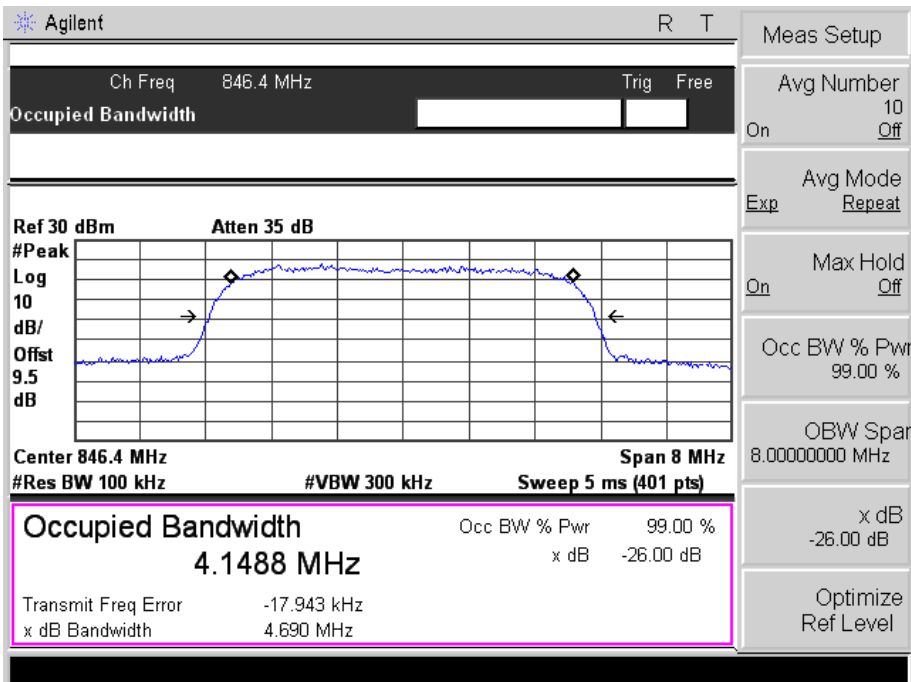 Agilent R T
Ch Freq 846.4 MHz Trig Free
Occupied Bandwidth
Ref 30 dBm Atten 35 dB
#Peak
Log
10
dB/
Offst
9.5
dB
Center 846.4 MHz Span 8 MHz
#Res BW 100 kHz #VBW 300 kHz Sweep 5 ms (401 pts)
Occupied Bandwidth
4.1488 MHz
Occ BW % Pwr 99.00 %
x dB -26.00 dB
Transmit Freq Error -17.943 kHz
x dB Bandwidth 4.690 MHz
Meas Setup
Avg Number
10
On Off
Avg Mode
Exp Repeat
Max Hold
On Off
Occ BW % Pwr
99.00 %
OBW Span
8.00000000 MHz
x dB
-26.00 dB
Optimize
Ref Level